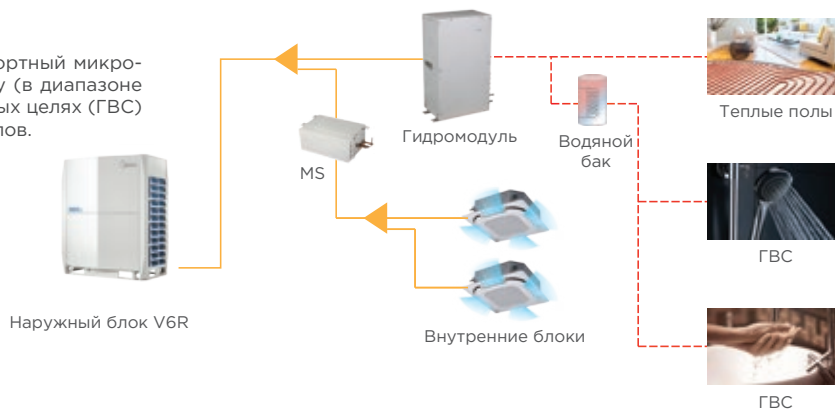 ортный микро-
у (в диапазоне
ых целях (ГВС)
лов.
Гидромодуль
Водяной
бак
Теплые полы
MS
ГВС
Наружный блок V6R
Внутренние блоки
ГВС